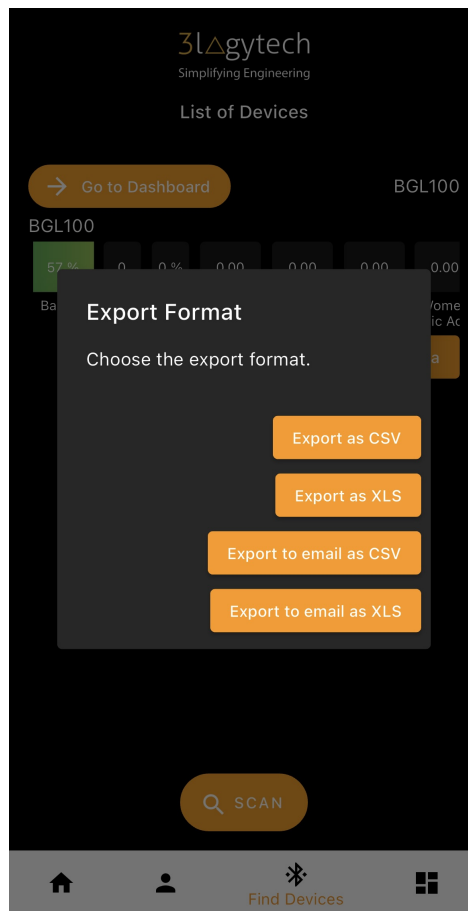 3l△gytech
Simplifying Engineering
List of Devices
Go to Dashboard
BGL100
BGL100
57 %
0
0 %
0.00
0.00
0.00
0.00
Export Format
Choose the export format.
Export as CSV
Export as XLS
Export to email as CSV
Export to email as XLS
SCAN
Find Devices